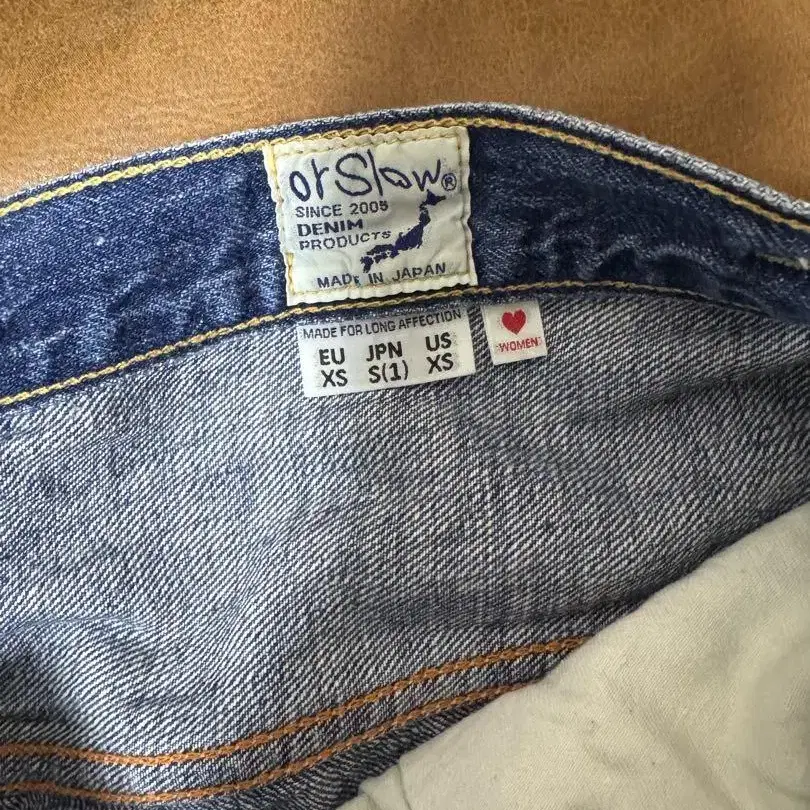 orSlow®
SINCE 2005
DENIM
PRODUCTS
MADE IN JAPAN
MADE FOR LONG AFFECTION
EU JPN US
XS S(1) XS
WOMEN